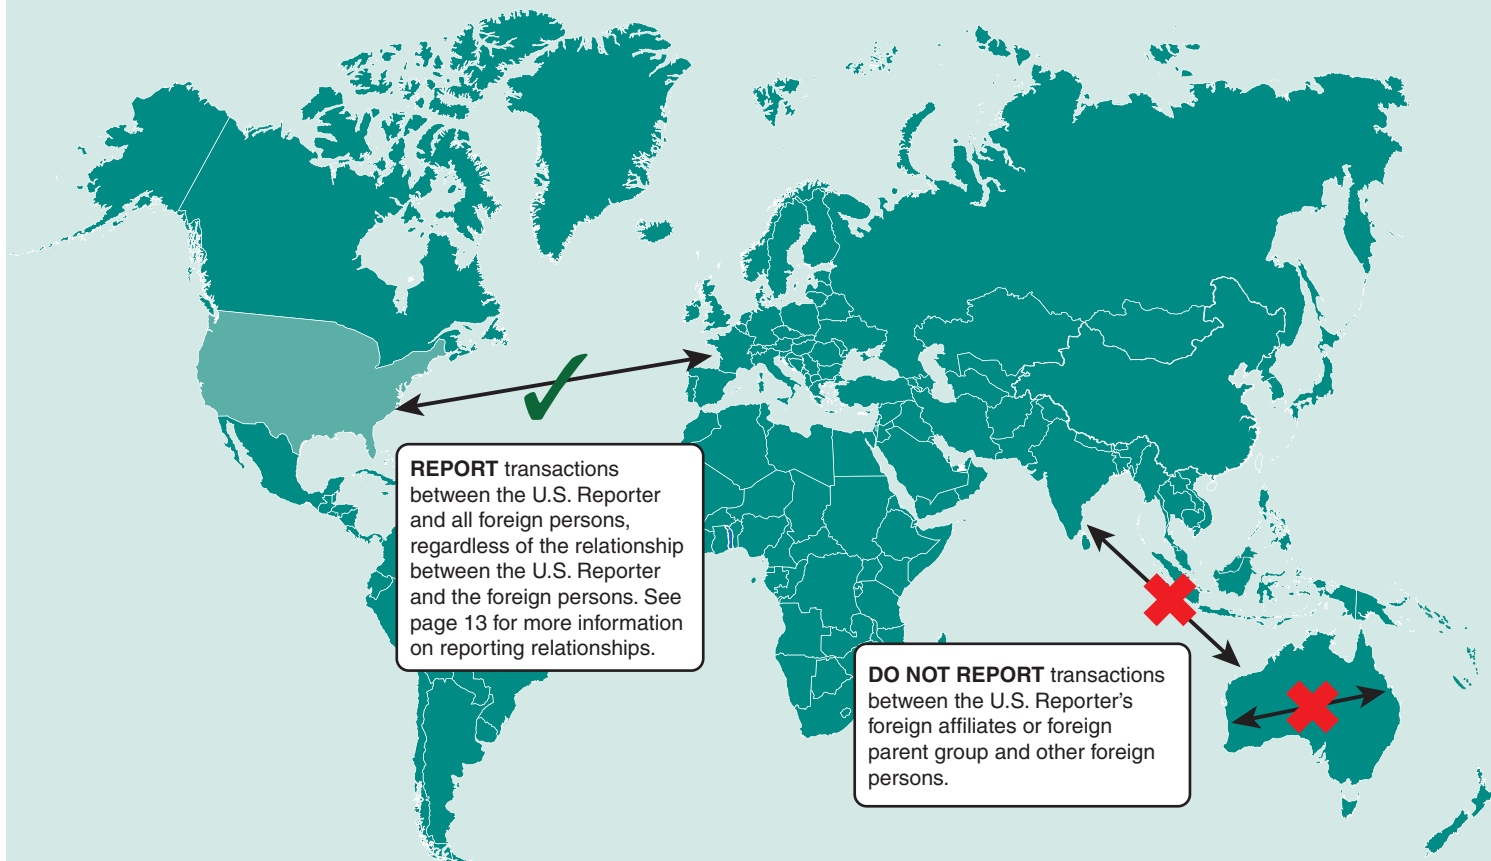 REPORT transactions
between the U.S. Reporter
and all foreign persons,
regardless of the relationship
between the U.S. Reporter
and the foreign persons. See
page 13 for more information
on reporting relationships.
DO NOT REPORT transactions
between the U.S. Reporter’s
foreign affiliates or foreign
parent group and other foreign
persons.